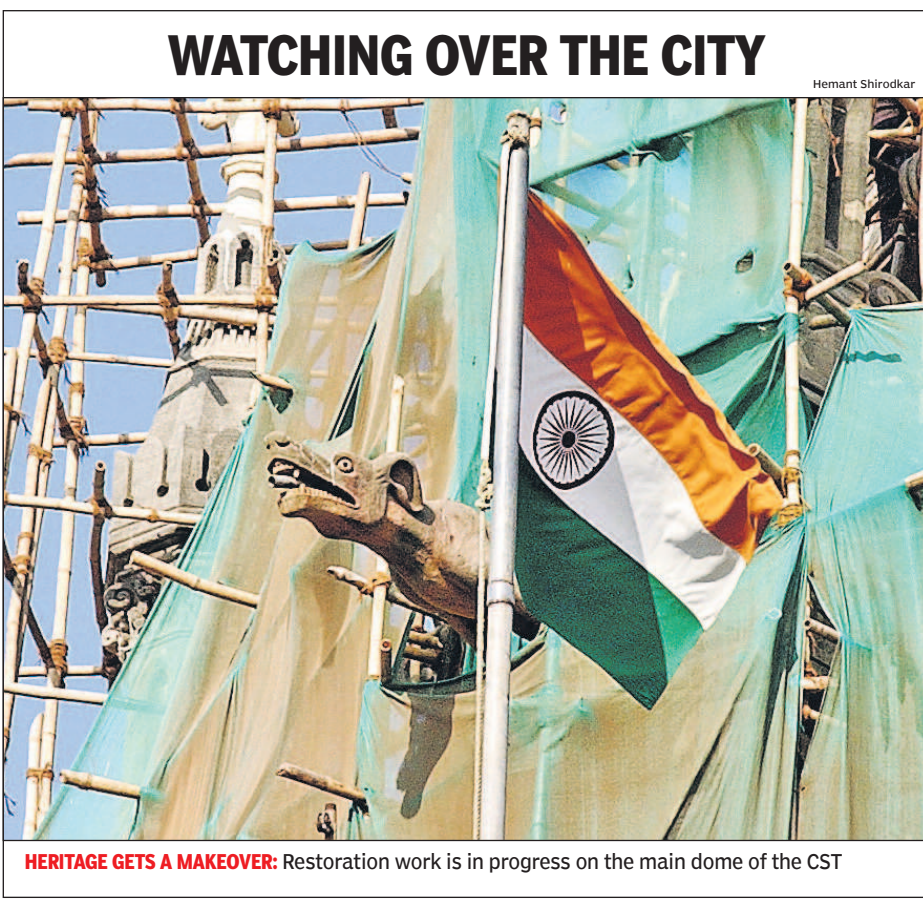 WATCHING OVER THE CITY
Hemant Shirodkar
HERITAGE GETS A MAKEOVER: Restoration work is in progress on the main dome of the CST